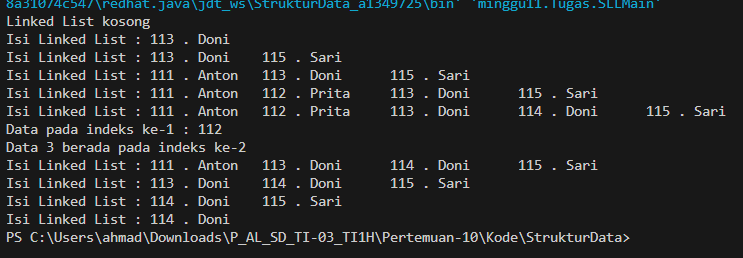 8a31074c547\redhat.java\jdt_ws\StrukturData_a1349725\bin' 'minggu11.Tugas.SLLMain'
Linked List kosong
Isi Linked List : 113 . Doni
Isi Linked List : 113 . Doni 115 . Sari
Isi Linked List : 111 . Anton 113 . Doni 115 . Sari
Isi Linked List : 111 . Anton 112 . Prita 113 . Doni 115 . Sari
Isi Linked List : 111 . Anton 112 . Prita 113 . Doni 114 . Doni 115 . Sari
Data pada indeks ke-1 : 112
Data 3 berada pada indeks ke-2
Isi Linked List : 111 . Anton 113 . Doni 114 . Doni 115 . Sari
Isi Linked List : 113 . Doni 114 . Doni 115 . Sari
Isi Linked List : 114 . Doni 115 . Sari
Isi Linked List : 114 . Doni
PS C:\Users\ahmad\Downloads\P_AL_SD_TI-03_TI1H\Pertemuan-10\Kode\StrukturData>